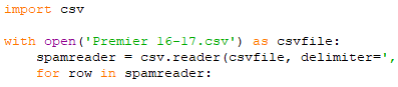 import csv
with open('Premier 16-17.csv') as csvfile:
spamreader = csv.reader(csvfile, delimiter=',
for row in spamreader: